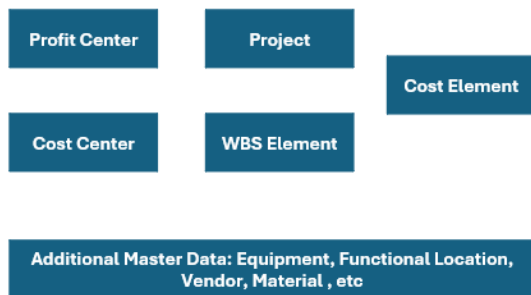 Profit Center
Project
Cost Element
Cost Center
WBS Element
Additional Master Data: Equipment, Functional Location,
Vendor, Material , etc